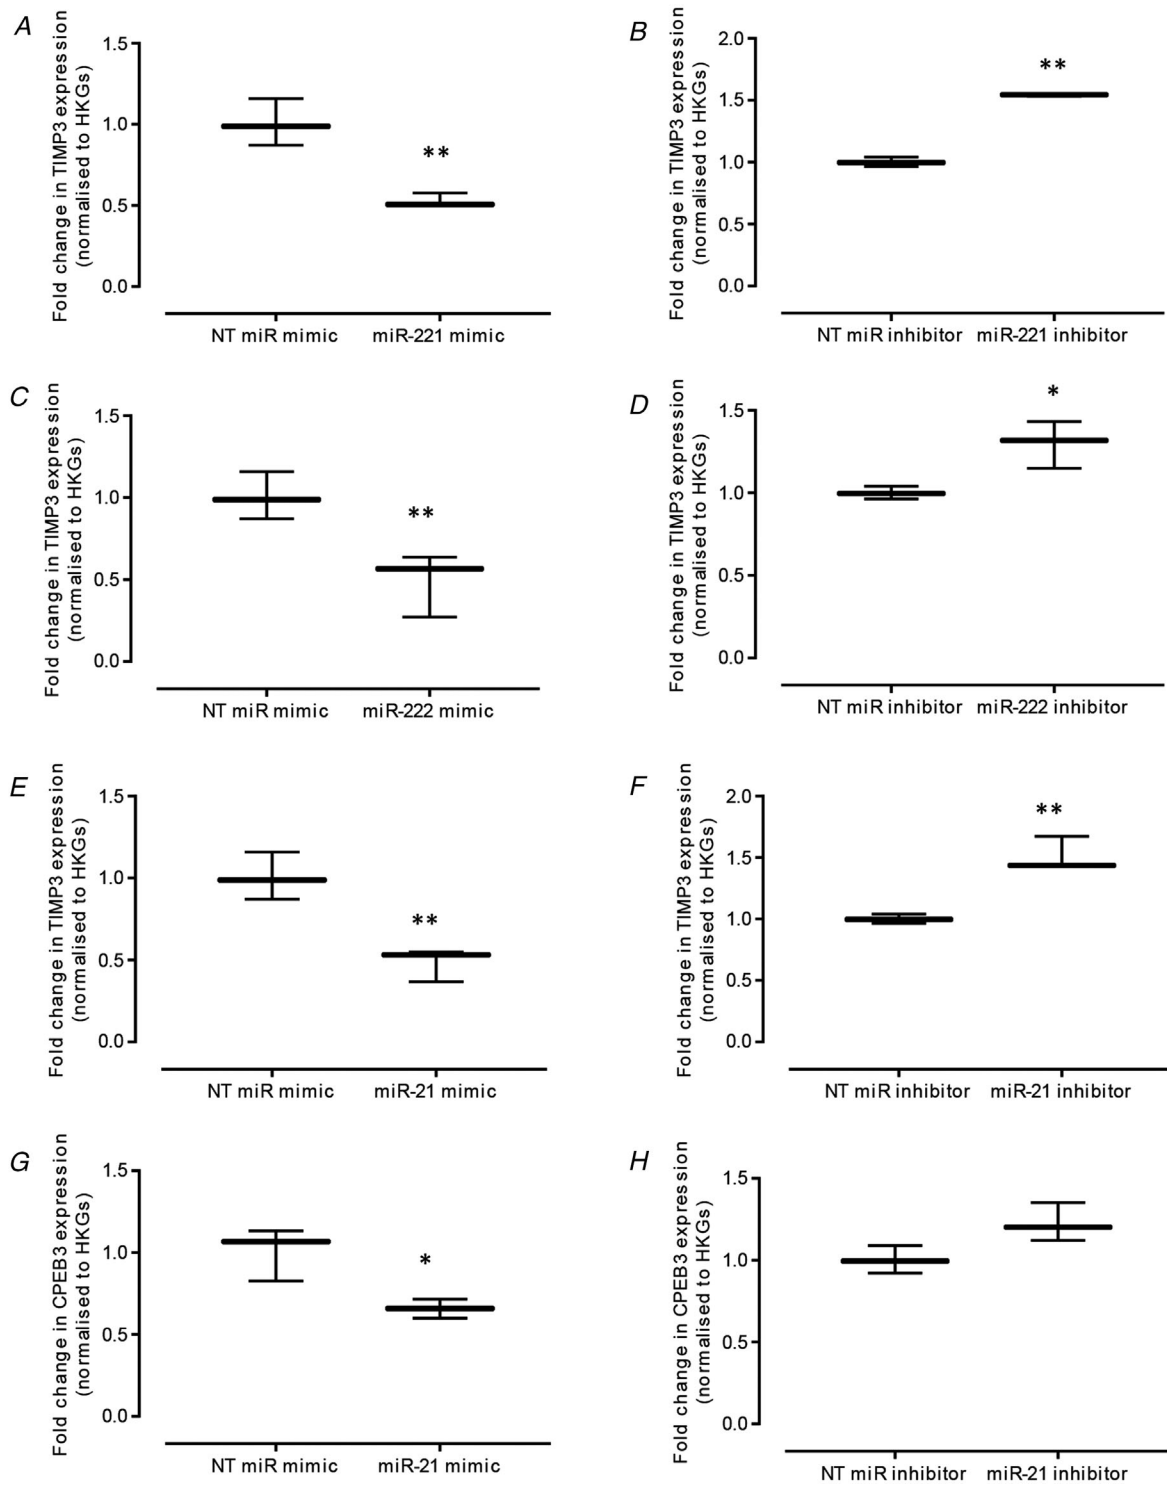 A
Fold change in TIMP3 expression
(normalised to HKGs)
1.5
1.0
0.5
0.0
**
NT miR mimic
miR-221 mimic
B
Fold change in TIMP3 expression
(normalised to HKGs)
2.0
1.5
1.0
0.5
0.0
**
NT miR inhibitor
miR-221 inhibitor
C
Fold change in TIMP3 expression
(normalised to HKGs)
1.5
1.0
0.5
0.0
**
NT miR mimic
miR-222 mimic
D
Fold change in TIMP3 expression
(normalised to HKGs)
1.5
1.0
0.5
0.0
*
NT miR inhibitor
miR-222 inhibitor
E
Fold change in TIMP3 expression
(normalised to HKGs)
1.5
1.0
0.5
0.0
**
NT miR mimic
miR-21 mimic
F
Fold change in TIMP3 expression
(normalised to HKGs)
2.0
1.5
1.0
0.5
0.0
**
NT miR inhibitor
miR-21 inhibitor
G
Fold change in CPEB3 expression
(normalised to HKGs)
1.5
1.0
0.5
0.0
*
NT miR mimic
miR-21 mimic
H
Fold change in CPEB3 expression
(normalised to HKGs)
1.5
1.0
0.5
0.0
NT miR inhibitor
miR-21 inhibitor